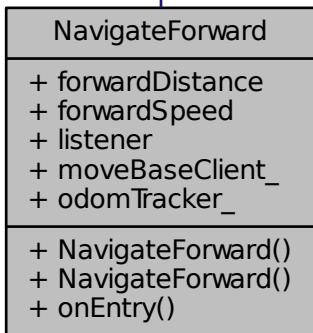 NavigateForward
+ forwardDistance
+ forwardSpeed
+ listener
+ moveBaseClient_
+ odomTracker_
+ NavigateForward()
+ NavigateForward()
+ onEntry()